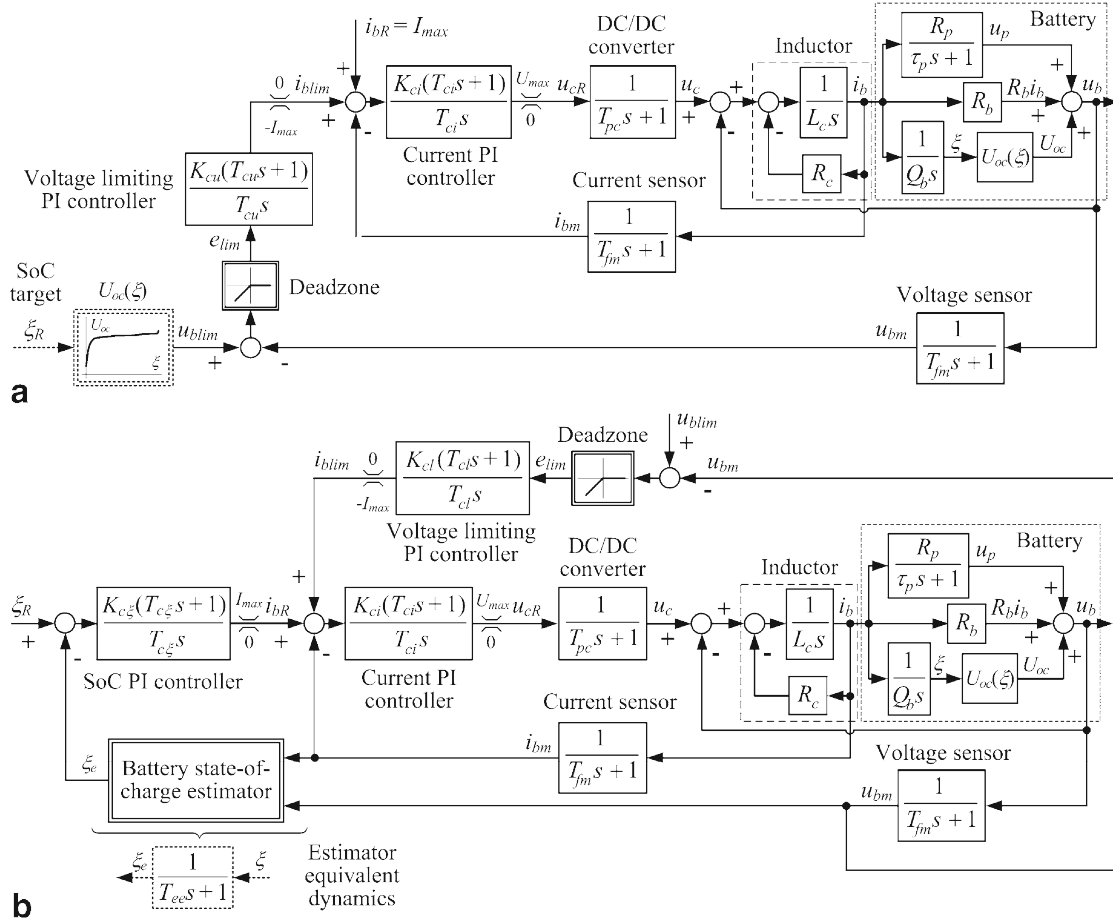 i_bR = I_max
DC/DC
converter
Battery
Inductor
R_p
τ_p s + 1
u_p
+
+
0
i_blim
+
-I_max
-
K_ci (T_ci s + 1)
T_ci s
U_max
0
u_cR
1
T_pc s + 1
u_c
+
+
-
-
1
L_c s
i_b
R_b
R_b i_b
+
u_b
1
Q_b s
ξ
U_oc(ξ)
U_oc
+
R_c
Current PI
controller
Current sensor
Voltage limiting
PI controller
K_cu (T_cu s + 1)
T_cu s
i_bm
1
T_fm s + 1
e_lim
Deadzone
SoC
target
U_oc(ξ)
Voltage sensor
ξ_R
U_oc
ξ
u_blim
+
-
u_bm
1
T_fm s + 1
a
i_blim
0
-I_max
K_cl (T_cl s + 1)
T_cl s
e_lim
Deadzone
u_blim
+
u_bm
-
Voltage limiting
PI controller
DC/DC
converter
Battery
Inductor
R_p
τ_p s + 1
u_p
+
+
ξ_R
+
-
K_cξ (T_cξ s + 1)
T_cξ s
I_max
0
i_bR
+
-
K_ci (T_ci s + 1)
T_ci s
U_max
0
u_cR
1
T_pc s + 1
u_c
+
+
-
-
1
L_c s
i_b
R_b
R_b i_b
+
u_b
1
Q_b s
ξ
U_oc(ξ)
U_oc
+
R_c
SoC PI controller
Current PI
controller
Current sensor
ξ_e
Battery state-of-
charge estimator
i_bm
1
T_fm s + 1
Voltage sensor
u_bm
1
T_fm s + 1
ξ_e
1
T_ee s + 1
ξ
Estimator
equivalent
dynamics
b